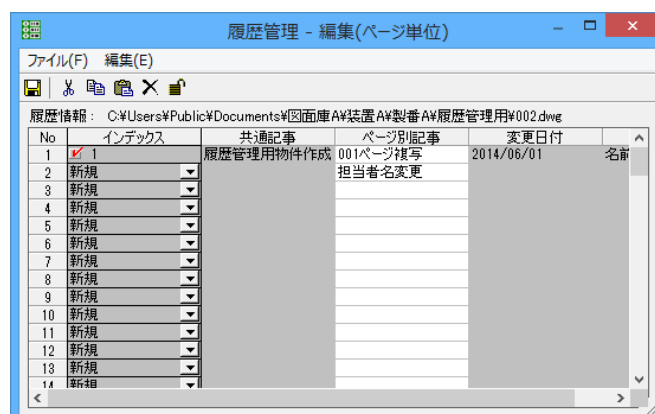 履歴管理 - 編集(ページ単位)
ファイル(F) 編集(E)
履歴情報： C:¥Users¥Public¥Documents¥図面庫A¥装置A¥製番A¥履歴管理用¥002.dwg
No インデックス 共通記事 ページ別記事 変更日付
1 1 履歴管理用物件作成 001ページ複写 2014/06/01 名前
2 新規 担当者名変更
3 新規
4 新規
5 新規
6 新規
7 新規
8 新規
9 新規
10 新規
11 新規
12 新規
13 新規
14 新規